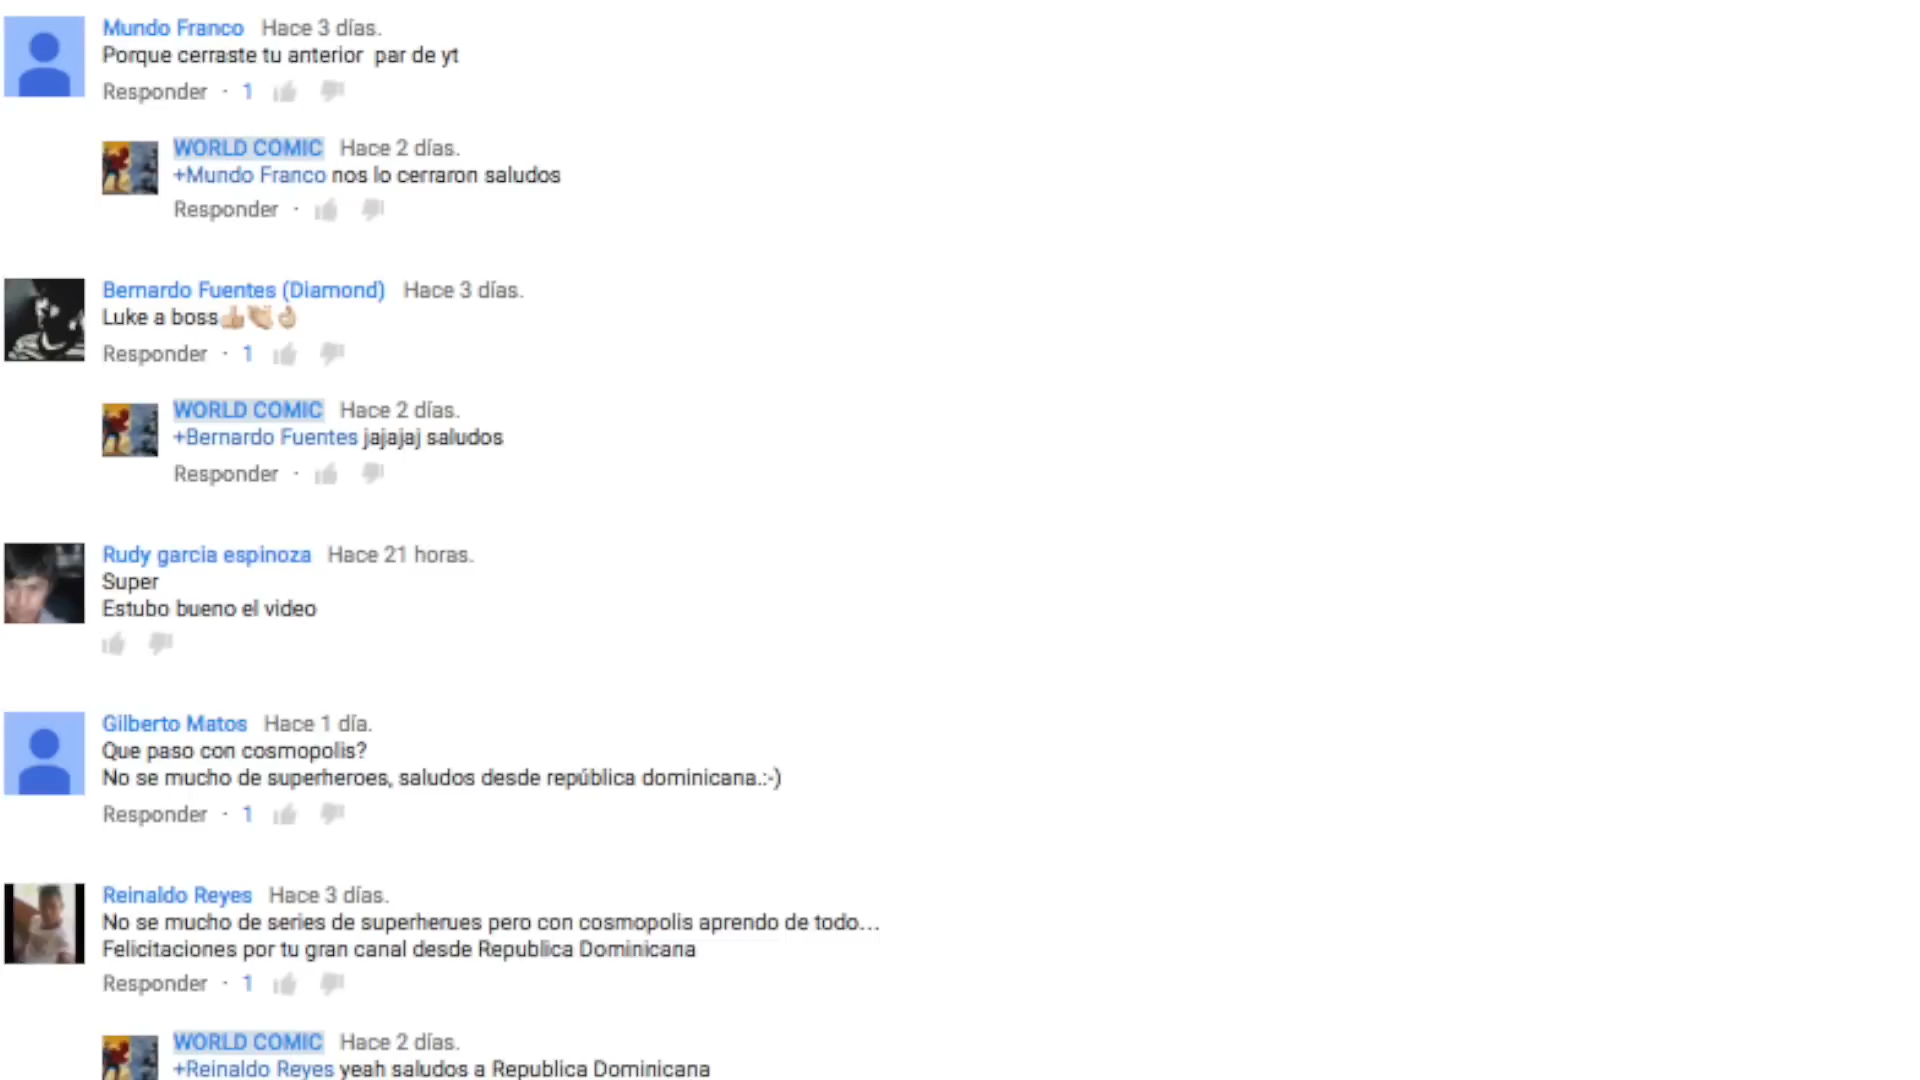 Mundo Franco Hace 3 días.
Porque cerraste tu anterior par de yt
Responder · 1
WORLD COMIC Hace 2 días.
+Mundo Franco nos lo cerraron saludos
Responder ·
Bernardo Fuentes (Diamond) Hace 3 días.
Luke a boss👍🏼👏🏼👌🏼
Responder · 1
WORLD COMIC Hace 2 días.
+Bernardo Fuentes jajajaj saludos
Responder ·
Rudy garcia espinoza Hace 21 horas.
Super
Estubo bueno el video
Gilberto Matos Hace 1 día.
Que paso con cosmopolis?
No se mucho de superheroes, saludos desde república dominicana.:-)
Responder · 1
Reinaldo Reyes Hace 3 días.
No se mucho de series de superherues pero con cosmopolis aprendo de todo...
Felicitaciones por tu gran canal desde Republica Dominicana
Responder · 1
WORLD COMIC Hace 2 días.
+Reinaldo Reyes yeah saludos a Republica Dominicana